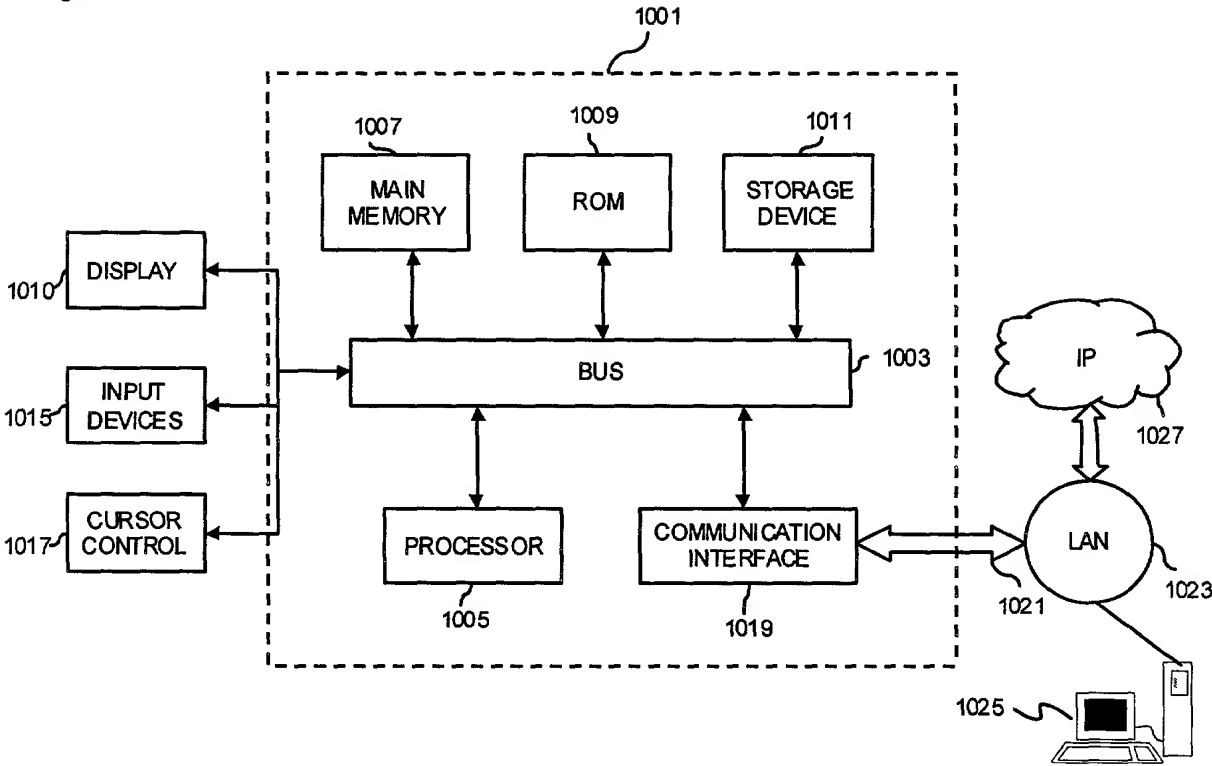 1001
1007
1009
1011
MAIN
MEMORY
ROM
STORAGE
DEVICE
DISPLAY
1010
BUS
1003
IP
1027
INPUT
DEVICES
1015
CURSOR
CONTROL
1017
PROCESSOR
1005
COMMUNICATION
INTERFACE
1019
1021
LAN
1023
1025